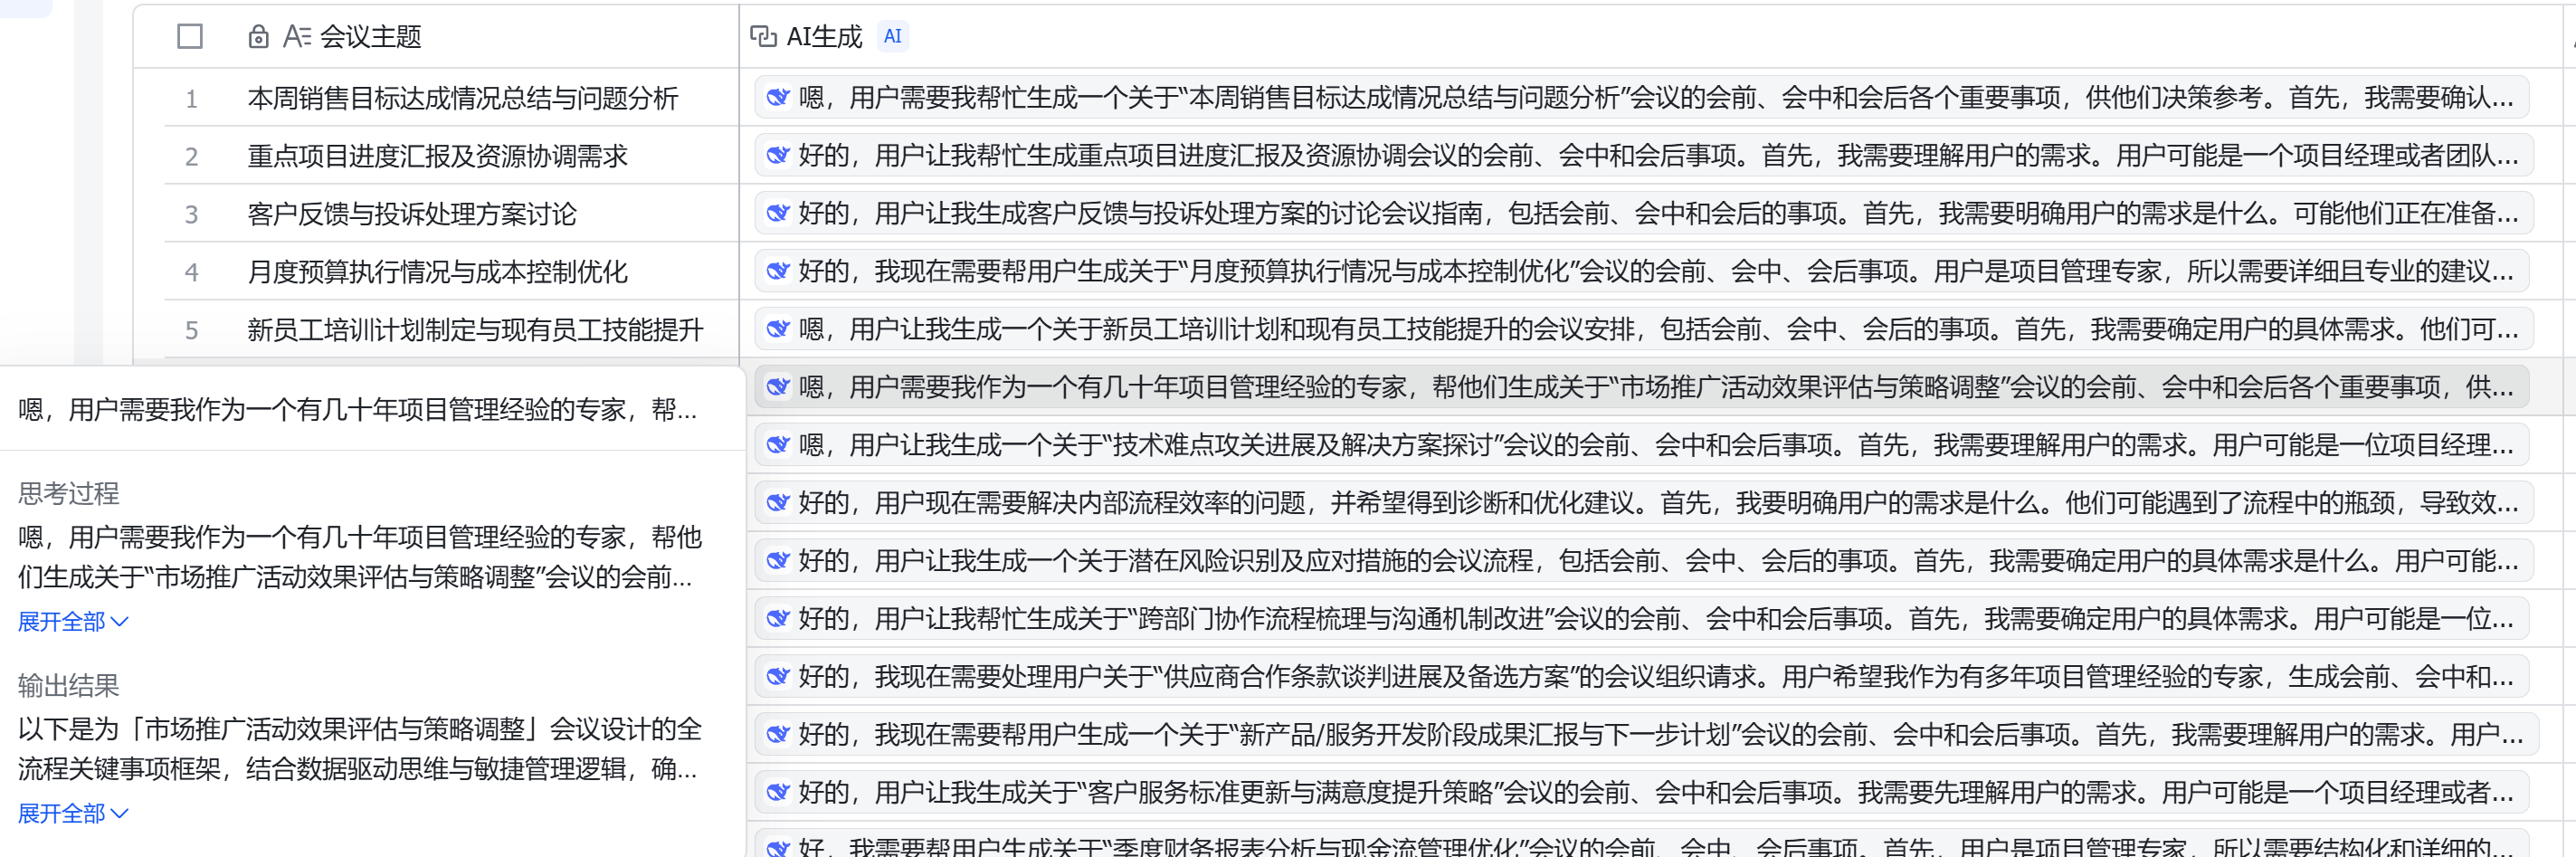 会议主题 AI生成 AI
1 本周销售目标达成情况总结与问题分析 嗯，用户需要我帮忙生成一个关于“本周销售目标达成情况总结与问题分析”会议的会前、会中和会后各个重要事项，供他们决策参考。首先，我需要确认...
2 重点项目进度汇报及资源协调需求 好的，用户让我帮忙生成重点项目进度汇报及资源协调会议的会前、会中和会后事项。首先，我需要理解用户的需求。用户可能是一个项目经理或者团队...
3 客户反馈与投诉处理方案讨论 好的，用户让我生成客户反馈与投诉处理方案的讨论会议指南，包括会前、会中和会后的事项。首先，我需要明确用户的需求是什么。可能他们正在准备...
4 月度预算执行情况与成本控制优化 好的，我现在需要帮用户生成关于“月度预算执行情况与成本控制优化”会议的会前、会中、会后事项。用户是项目管理专家，所以需要详细且专业的建议...
5 新员工培训计划制定与现有员工技能提升 嗯，用户让我生成一个关于新员工培训计划和现有员工技能提升的会议安排，包括会前、会中、会后的事项。首先，我需要确定用户的具体需求。他们可...
嗯，用户需要我作为一个有几十年项目管理经验的专家，帮他们生成关于“市场推广活动效果评估与策略调整”会议的会前、会中和会后各个重要事项，供...
嗯，用户让我生成一个关于“技术难点攻关进展及解决方案探讨”会议的会前、会中和会后事项。首先，我需要理解用户的需求。用户可能是一位项目经理...
好的，用户现在需要解决内部流程效率的问题，并希望得到诊断和优化建议。首先，我要明确用户的需求是什么。他们可能遇到了流程中的瓶颈，导致效...
好的，用户让我生成一个关于潜在风险识别及应对措施的会议流程，包括会前、会中、会后的事项。首先，我需要确定用户的具体需求是什么。用户可能...
好的，用户让我帮忙生成关于“跨部门协作流程梳理与沟通机制改进”会议的会前、会中和会后事项。首先，我需要确定用户的具体需求。用户可能是一位...
好的，我现在需要处理用户关于“供应商合作条款谈判进展及备选方案”的会议组织请求。用户希望我作为有多年项目管理经验的专家，生成会前、会中和...
好的，我现在需要帮用户生成一个关于“新产品/服务开发阶段成果汇报与下一步计划”会议的会前、会中和会后事项。首先，我需要理解用户的需求。用户...
好的，用户让我生成关于“客户服务标准更新与满意度提升策略”会议的会前、会中和会后事项。我需要先理解用户的需求。用户可能是一个项目经理或者...
好，我需要帮用户生成关于“季度财务报表分析与现金流管理优化”会议的会前、会中、会后事项。首先，用户是项目管理专家，所以需要结构化和详细的...
嗯，用户需要我作为一个有几十年项目管理经验的专家，帮...
思考过程
嗯，用户需要我作为一个有几十年项目管理经验的专家，帮他
们生成关于“市场推广活动效果评估与策略调整”会议的会前...
展开全部
输出结果
以下是为「市场推广活动效果评估与策略调整」会议设计的全
流程关键事项框架，结合数据驱动思维与敏捷管理逻辑，确...
展开全部